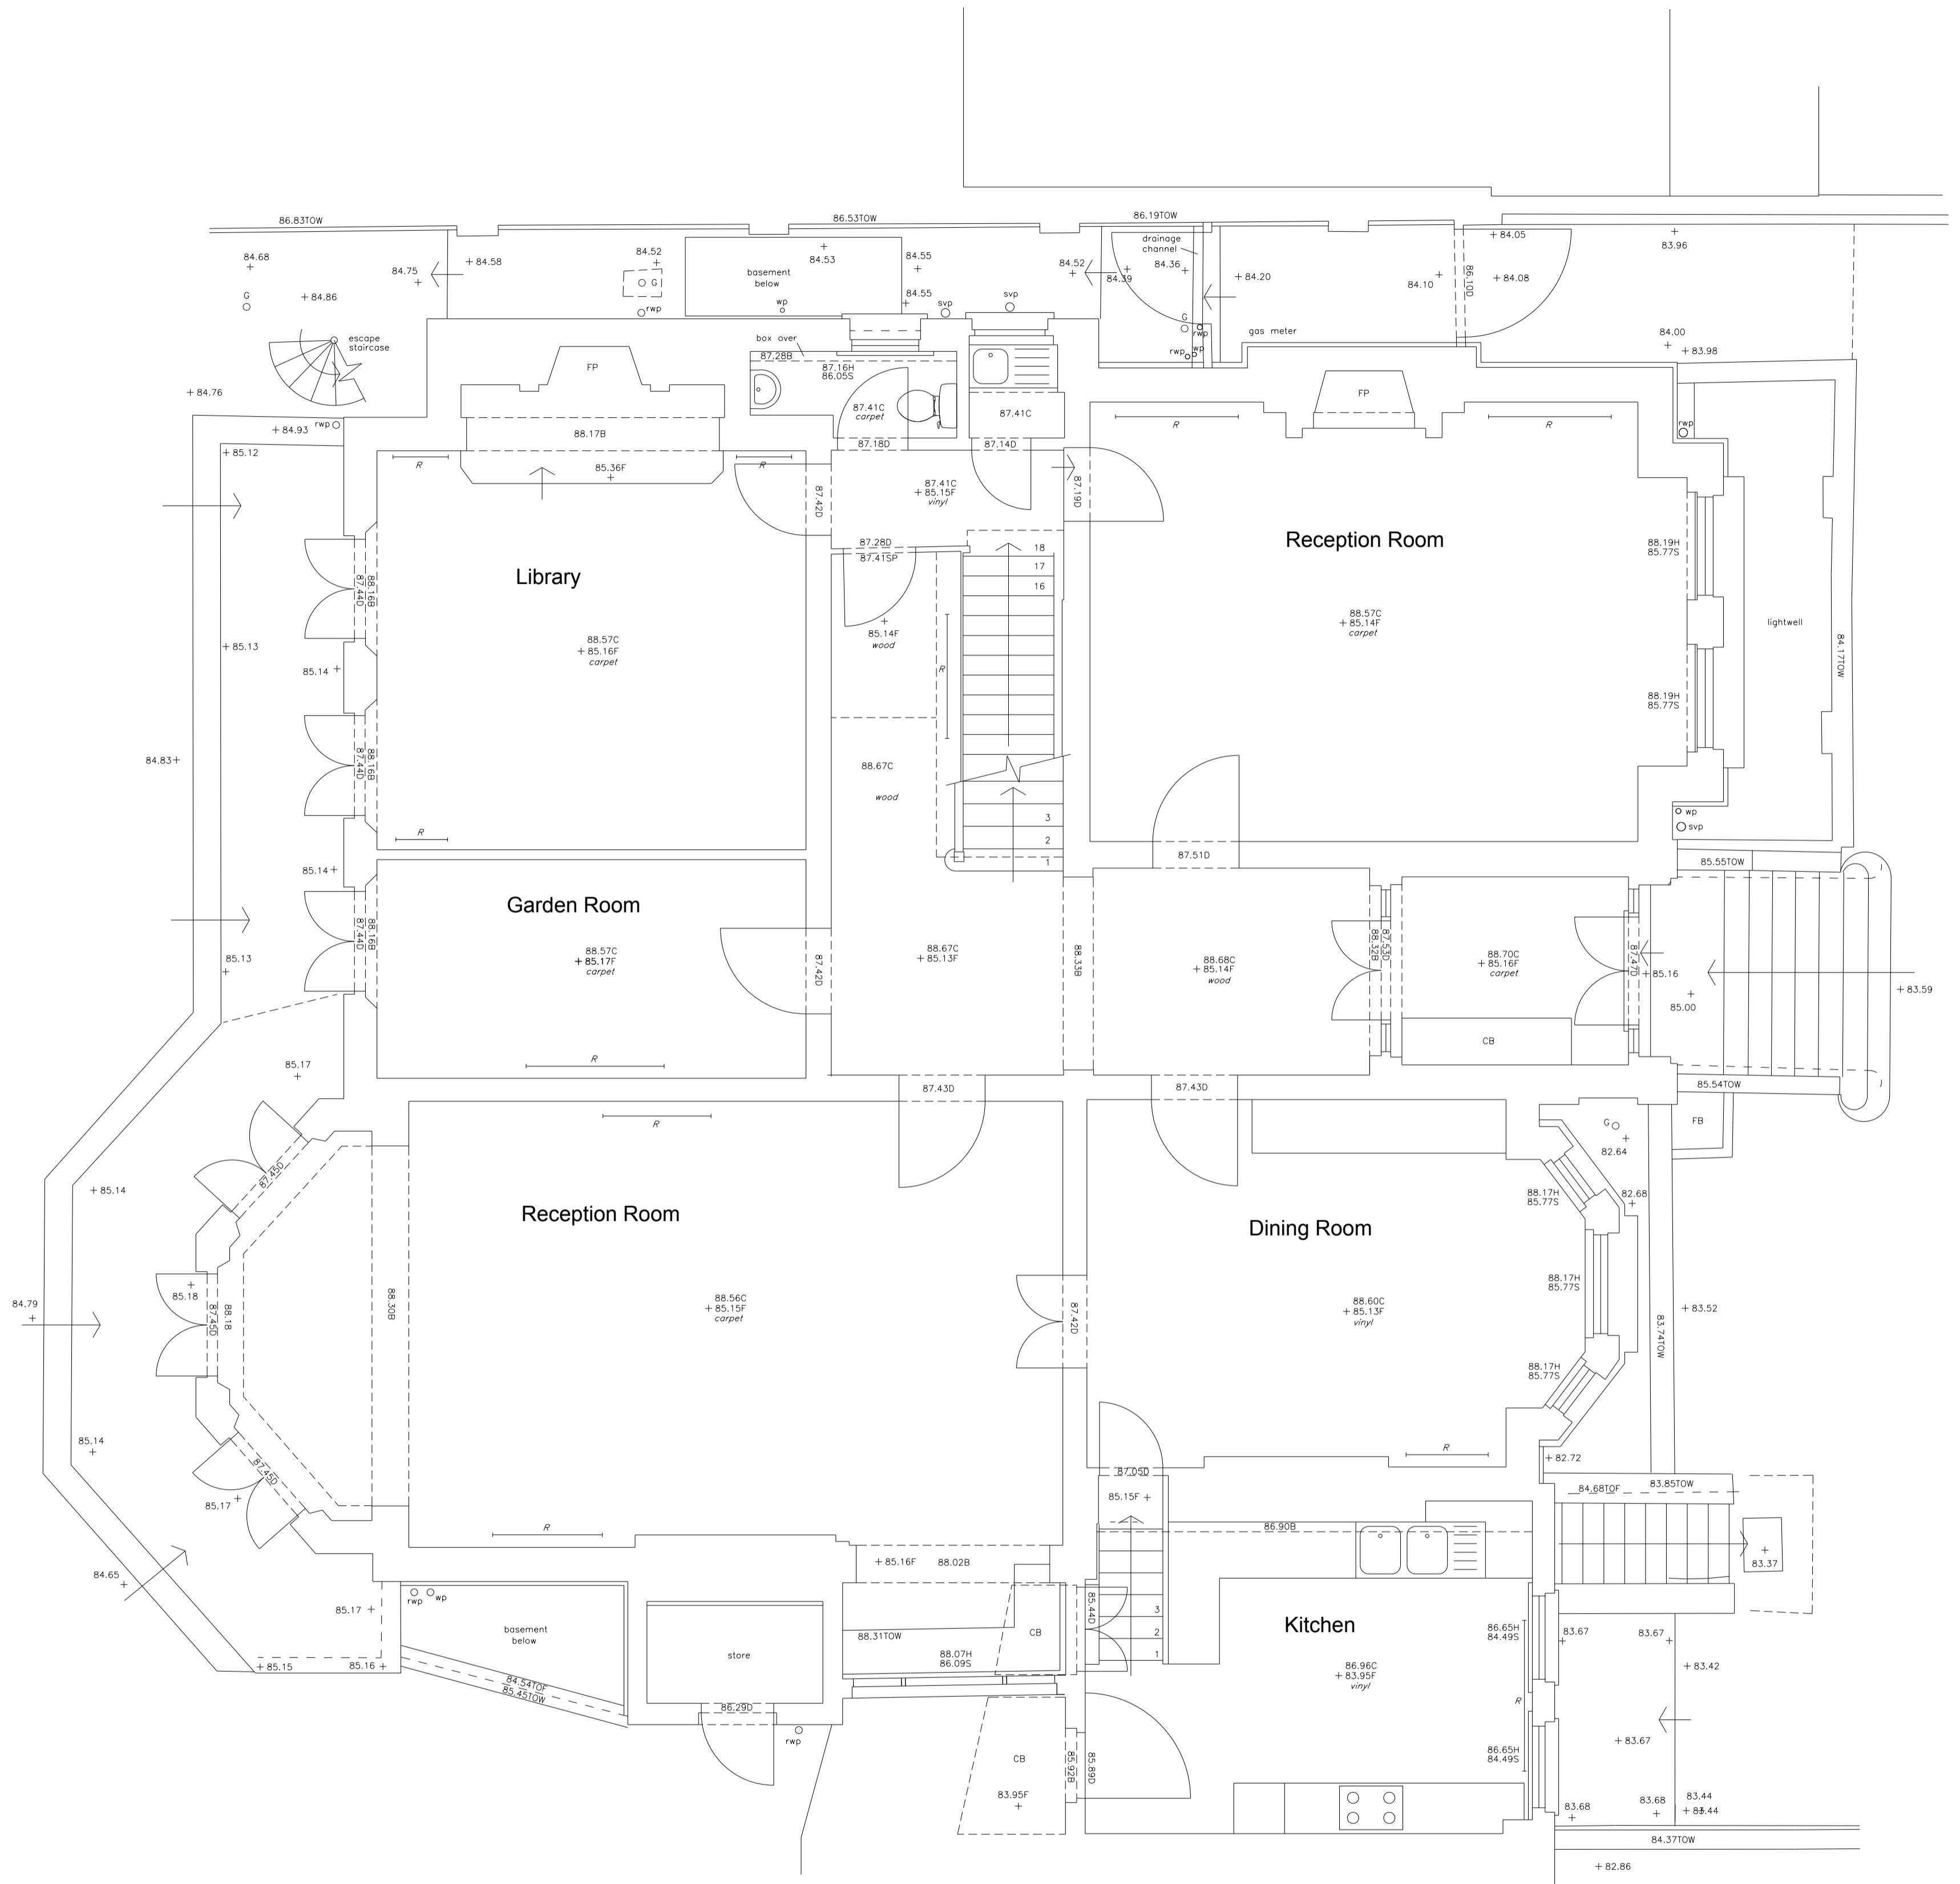 86.83TOW
86.53TOW
86.19TOW
84.05
83.96
84.68
84.58
84.75
84.52
G
rwp
84.86
G
84.53
basement
below
wp
84.55
84.55
svp
svp
84.52
84.39
drainage
channel
84.36
84.20
84.10
86.10D
84.08
84.00
83.98
G
rwp
rwp
wp
gas meter
escape
staircase
84.76
84.93
rwp
box over
87.28B
87.16H
86.05S
87.41C
carpet
87.41C
87.18D
87.14D
FP
88.17B
85.36F
R
R
85.12
87.42D
87.41C
85.15F
vinyl
87.19D
FP
R
R
rwp
87.28D
87.41SP
18
17
16
Reception Room
88.19H
85.77S
Library
87.44D
88.16B
88.57C
85.16F
carpet
85.14F
wood
R
88.57C
85.14F
carpet
lightwell
84.17TOW
85.13
85.14
88.19H
85.77S
84.83
87.44D
88.16B
88.67C
wood
R
3
2
1
wp
svp
87.51D
85.55TOW
85.14
Garden Room
87.44D
88.16B
88.57C
85.17F
carpet
87.42D
88.67C
85.13F
88.33B
88.68C
85.14F
wood
88.32B
87.53D
88.70C
85.16F
carpet
87.47D
85.16
85.00
83.59
85.13
CB
85.17
R
87.43D
87.43D
85.54TOW
R
G
82.64
FB
87.45D
85.14
Reception Room
Dining Room
88.17H
85.77S
82.68
85.18
84.79
87.45D
88.18
88.30B
88.56C
85.15F
carpet
87.42D
88.60C
85.13F
vinyl
88.17H
85.77S
83.52
83.74TOW
88.17H
85.77S
85.14
87.45D
85.17
R
R
82.72
87.05D
85.15F
83.85TOW
84.68TOF
86.90B
83.37
85.16F
88.02B
84.65
rwp
wp
85.17
basement
below
85.44D
3
2
1
Kitchen
86.65H
84.49S
83.67
83.67
83.42
88.31TOW
CB
store
88.07H
86.09S
85.15
85.16
84.54TOF
85.45TOW
86.96C
83.95F
vinyl
R
86.29D
rwp
86.65H
84.49S
83.67
CB
83.95F
85.92B
85.89D
83.68
83.68
83.44
83.44
84.37TOW
82.86